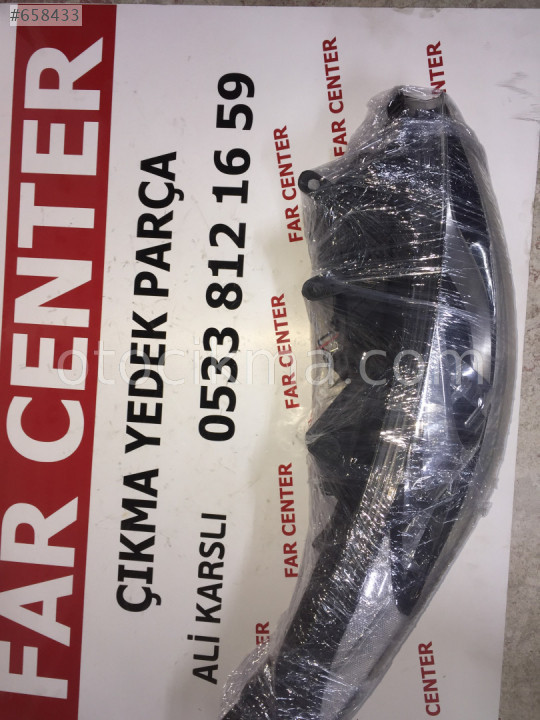 #658433
FAR CENTER
ÇIKMA YEDEK PARÇA
0533 812 16 59
ALİ KARSLI
FAR CENTER
FAR CENTER
FAR CENTER
FAR CENTER
FAR CENTER
FAR CENTER
CENTER
otocikma.com